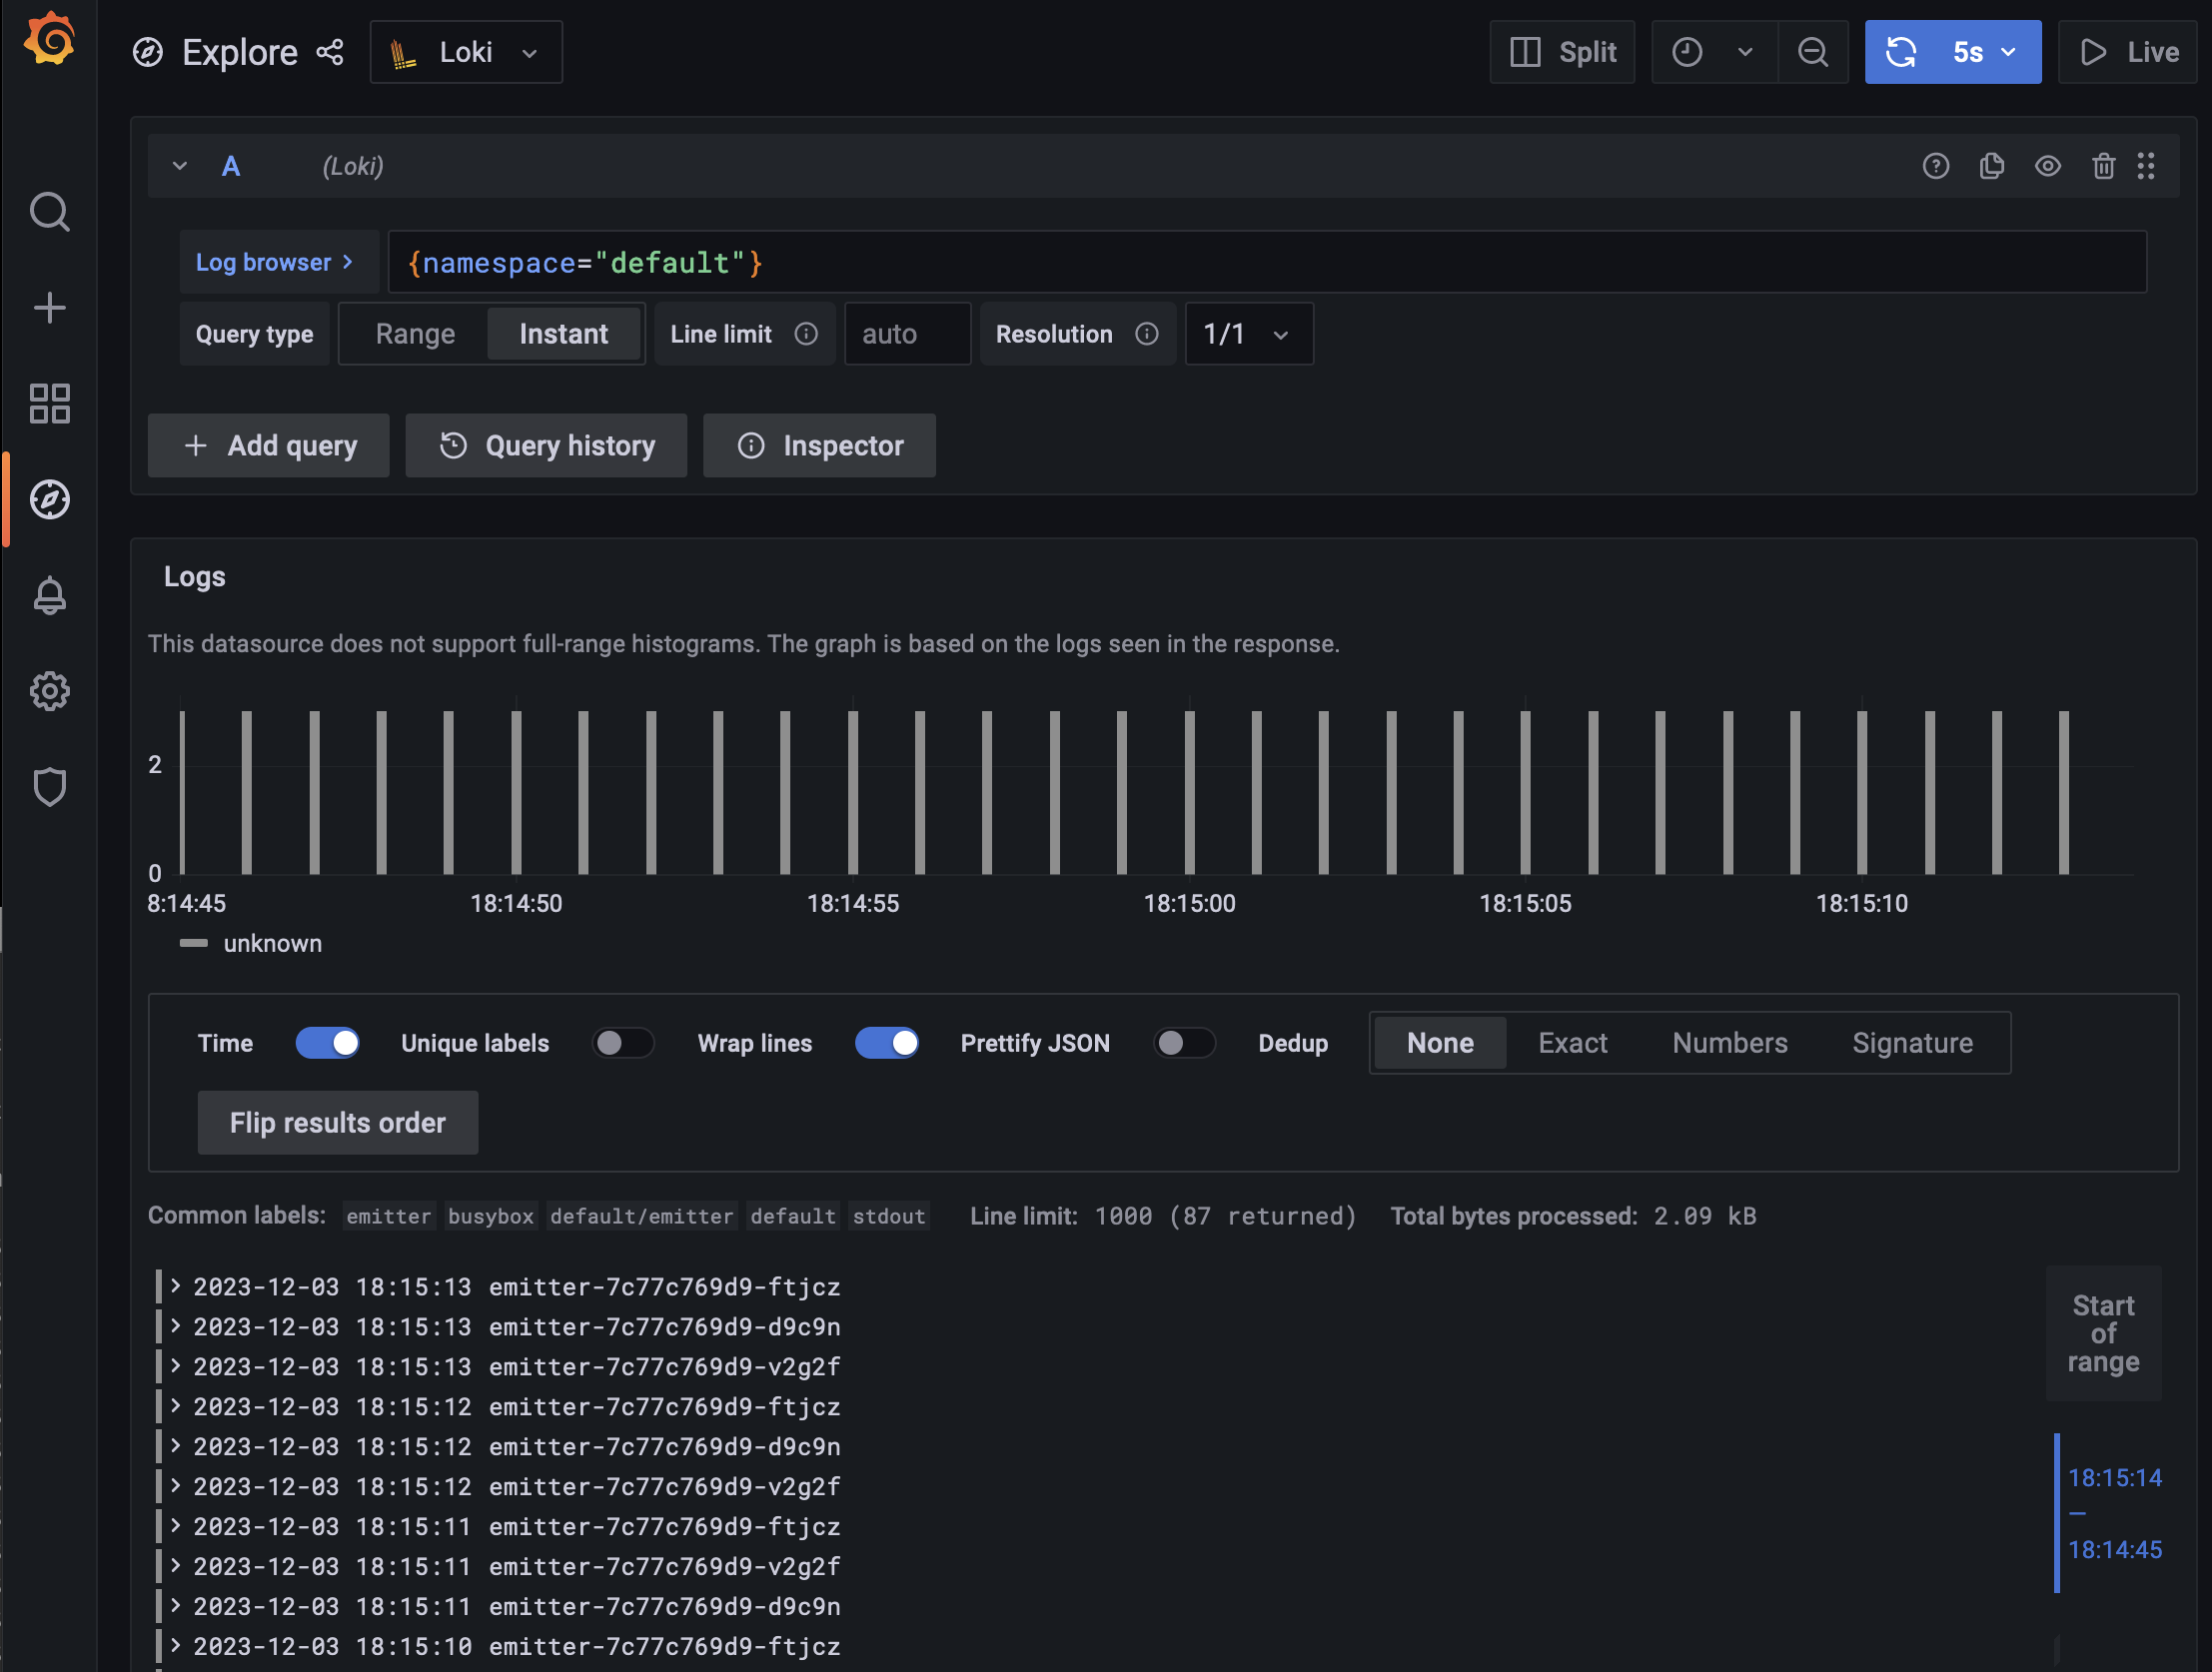 Explore Loki Split 5s Live
A (Loki)
Log browser > {namespace="default"}
Query type Range Instant Line limit auto Resolution 1/1
+ Add query Query history Inspector
Logs
This datasource does not support full-range histograms. The graph is based on the logs seen in the response.
2
0
8:14:45 18:14:50 18:14:55 18:15:00 18:15:05 18:15:10
unknown
Time Unique labels Wrap lines Prettify JSON Dedup None Exact Numbers Signature
Flip results order
Common labels: emitter busybox default/emitter default stdout Line limit: 1000 (87 returned) Total bytes processed: 2.09 kB
> 2023-12-03 18:15:13 emitter-7c77c769d9-ftjcz
> 2023-12-03 18:15:13 emitter-7c77c769d9-d9c9n
> 2023-12-03 18:15:13 emitter-7c77c769d9-v2g2f
> 2023-12-03 18:15:12 emitter-7c77c769d9-ftjcz
> 2023-12-03 18:15:12 emitter-7c77c769d9-d9c9n
> 2023-12-03 18:15:12 emitter-7c77c769d9-v2g2f
> 2023-12-03 18:15:11 emitter-7c77c769d9-ftjcz
> 2023-12-03 18:15:11 emitter-7c77c769d9-v2g2f
> 2023-12-03 18:15:11 emitter-7c77c769d9-d9c9n
> 2023-12-03 18:15:10 emitter-7c77c769d9-ftjcz
Start
of
range
18:15:14
—
18:14:45